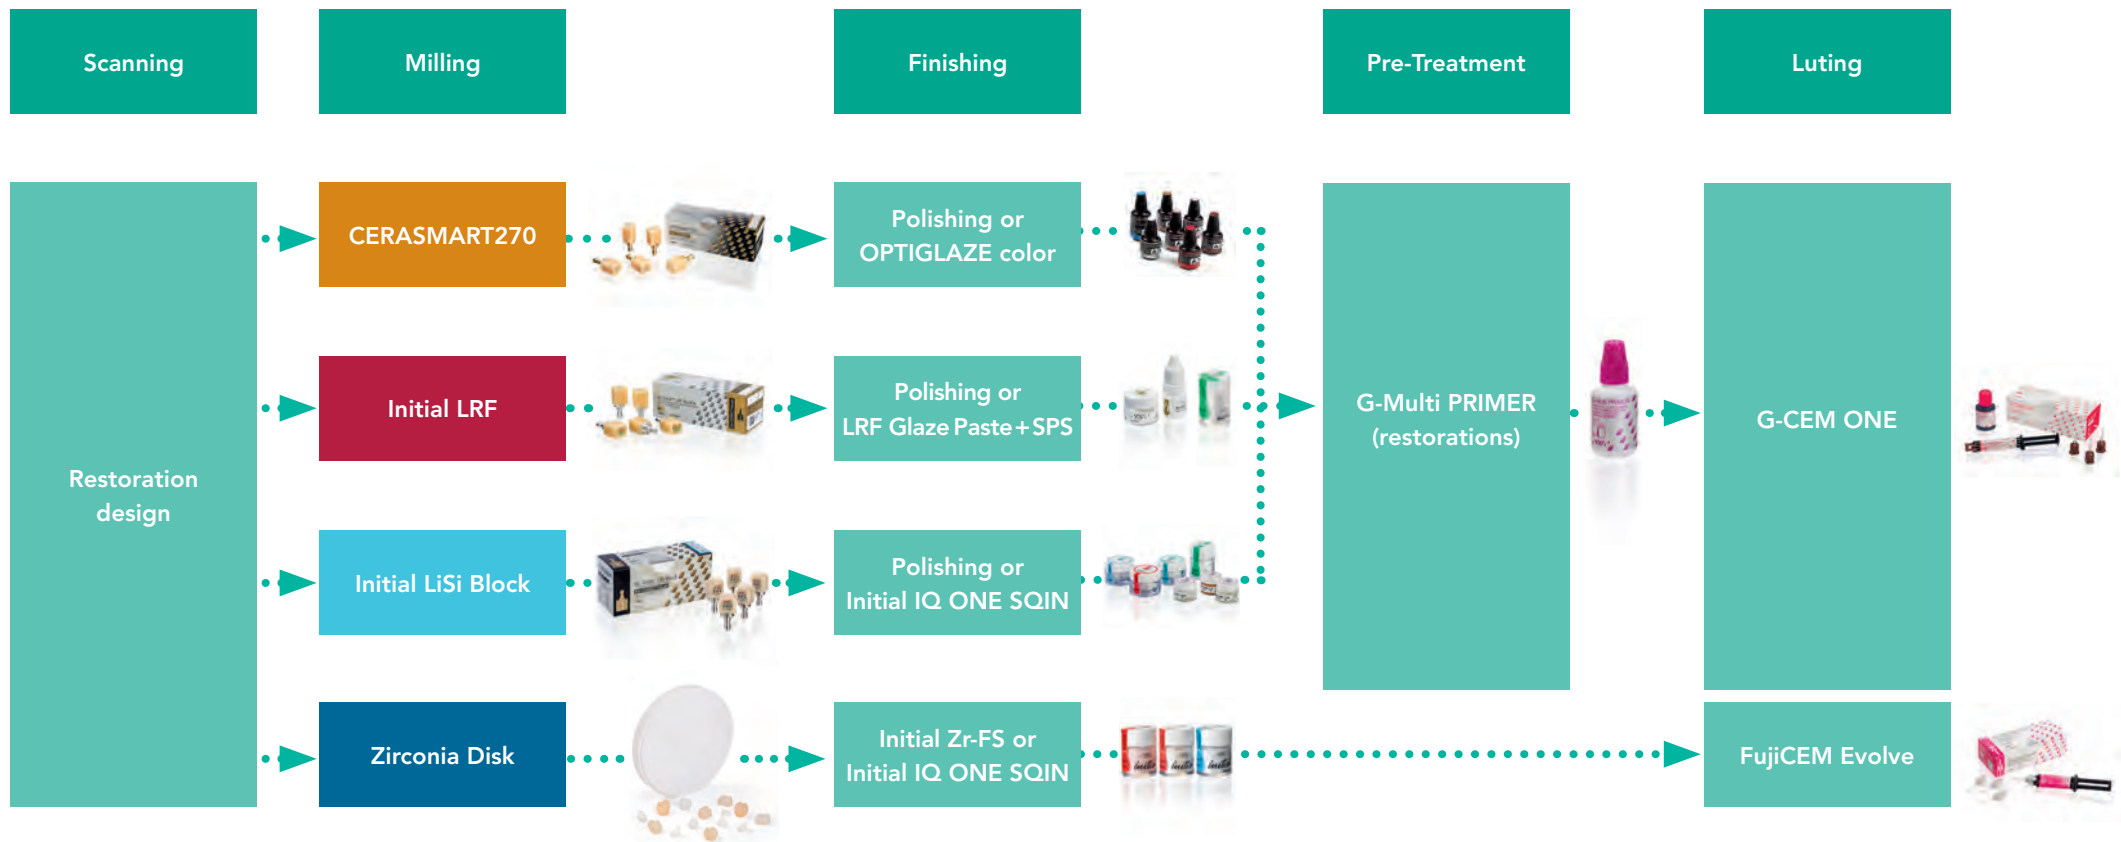 Scanning
Milling
Finishing
Pre-Treatment
Luting
Restoration
design
CERASMART270
Polishing or
OPTIGLAZE color
Initial LRF
Polishing or
LRF Glaze Paste+SPS
Initial LiSi Block
Polishing or
Initial IQ ONE SQIN
Zirconia Disk
Initial Zr-FS or
Initial IQ ONE SQIN
G-Multi PRIMER
(restorations)
G-CEM ONE
FujiCEM Evolve